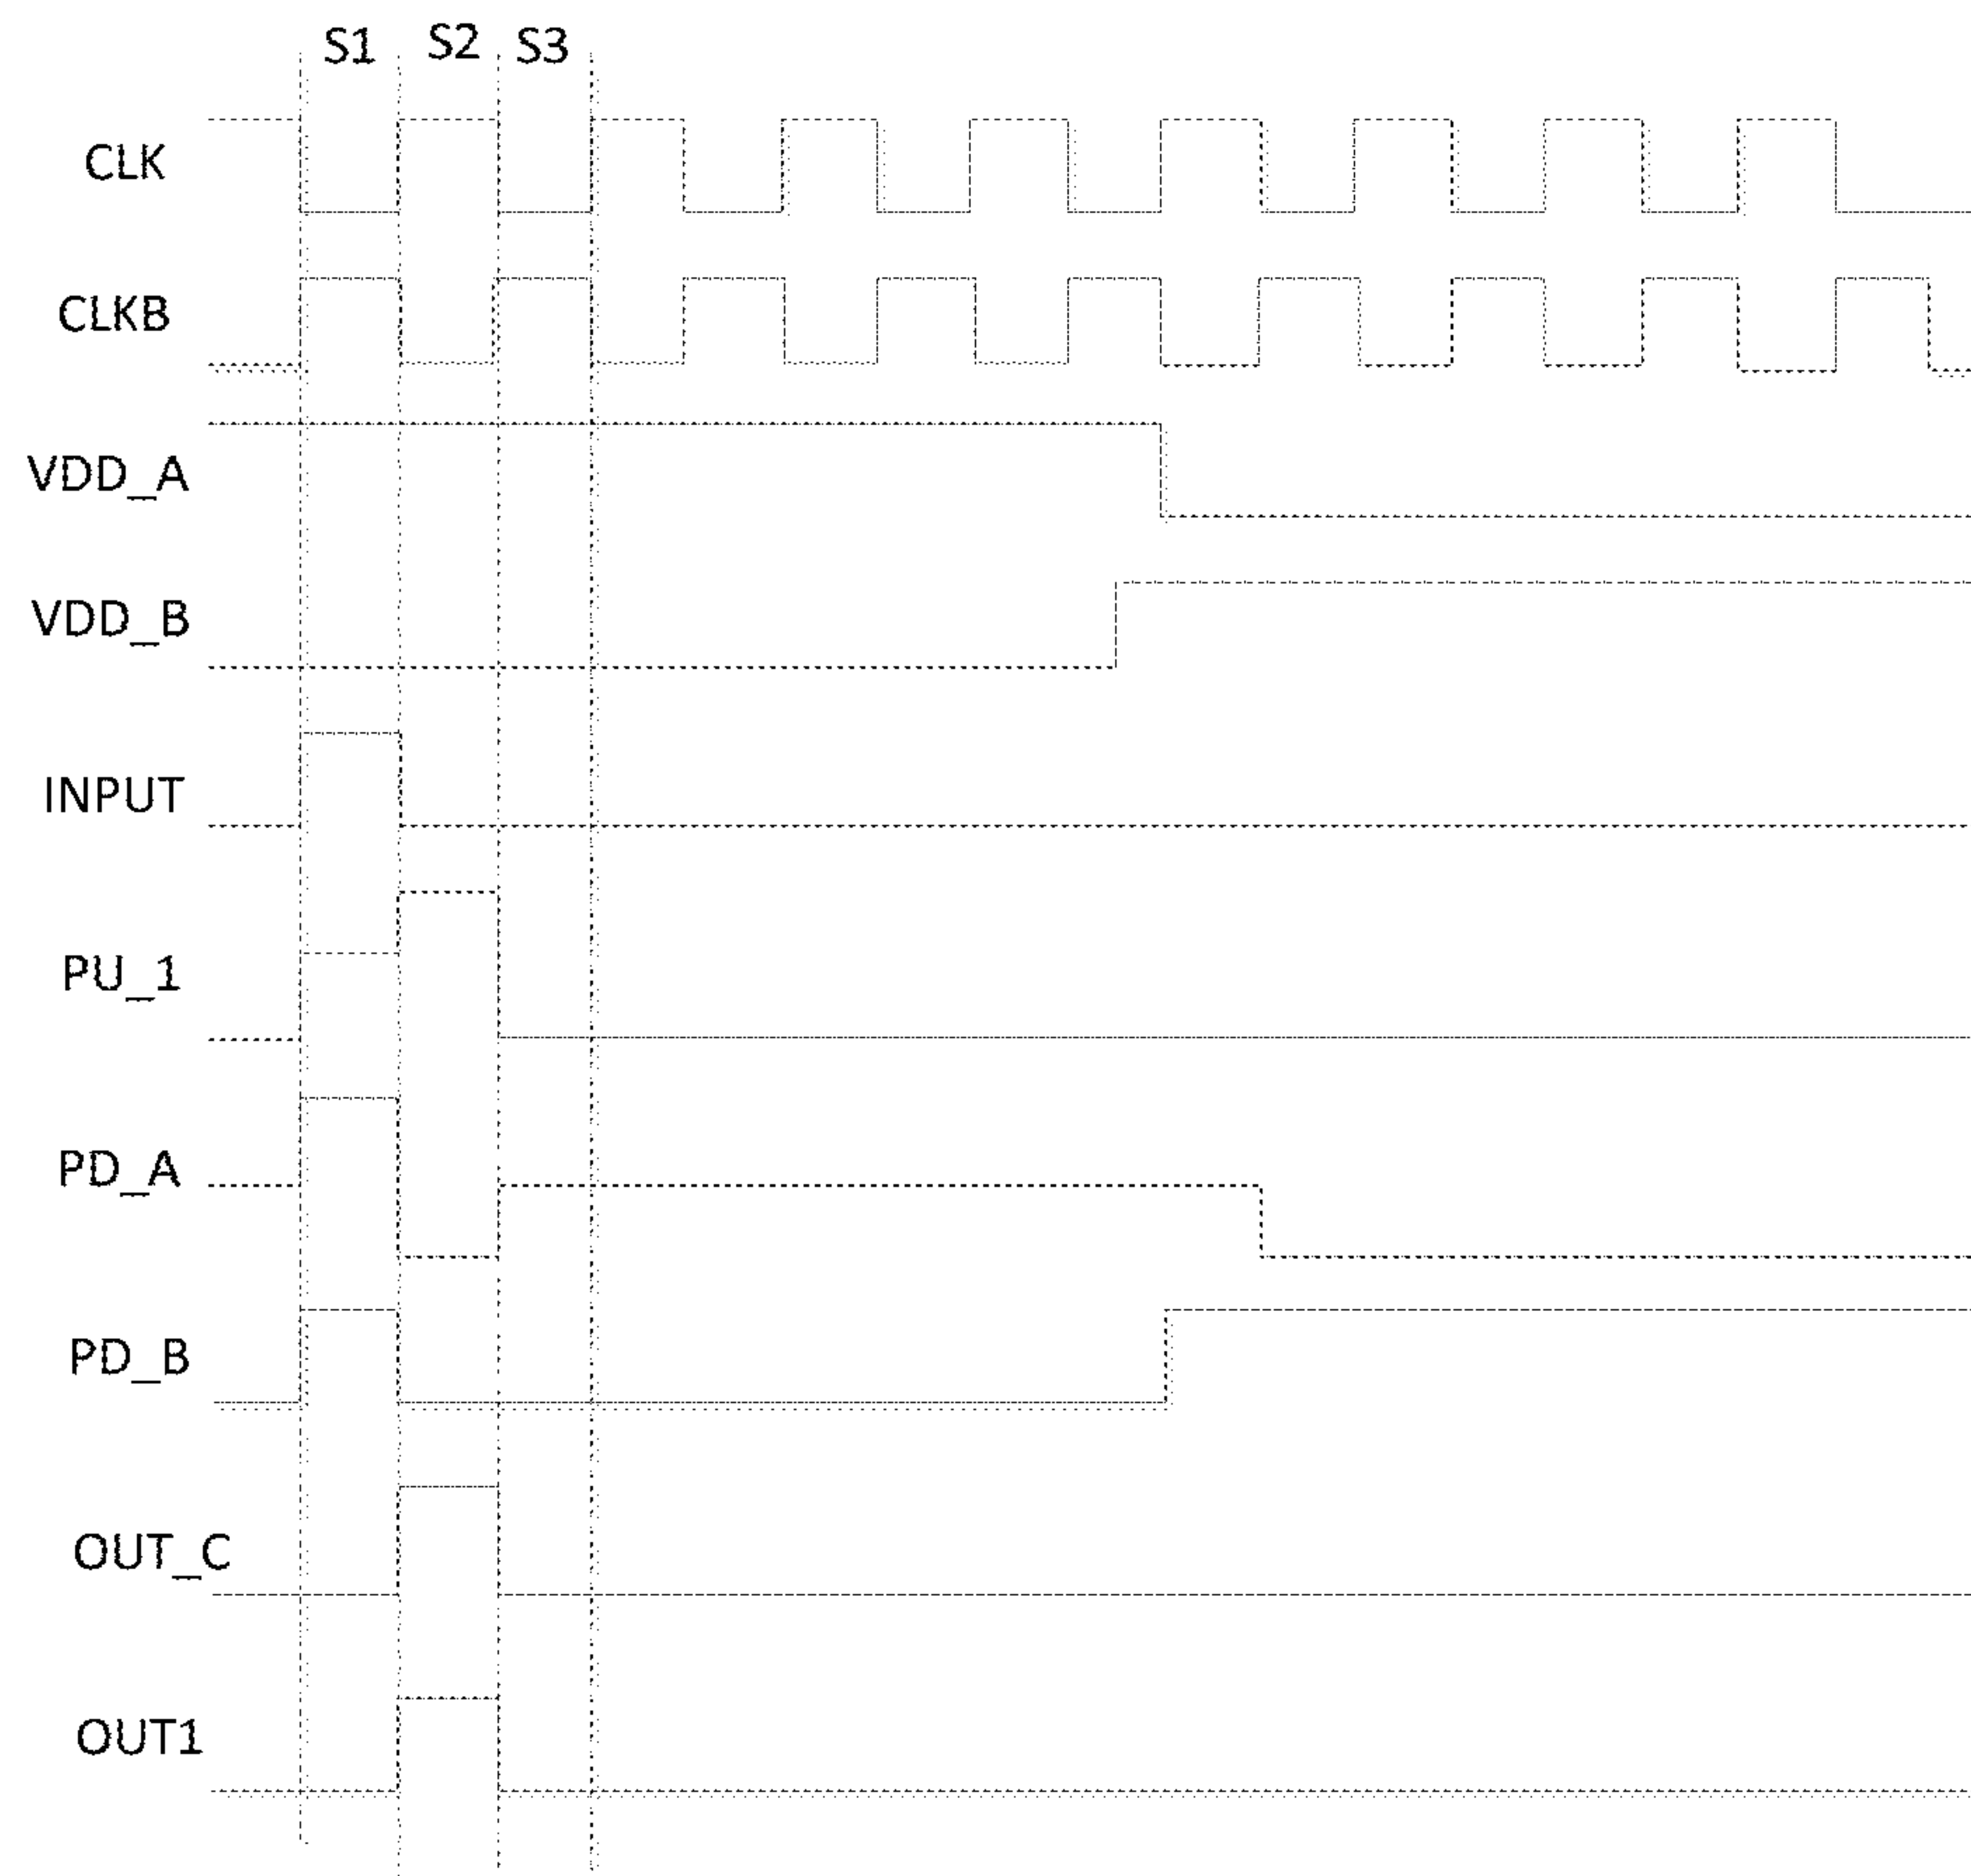 S1 S2 S3
CLK
CLKB
VDD_A
VDD_B
INPUT
PU_1
PD_A
PD_B
OUT_C
OUT1